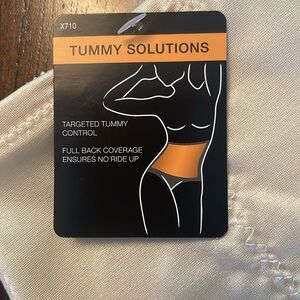 X710
TUMMY SOLUTIONS
TARGETED TUMMY
CONTROL
FULL BACK COVERAGE
ENSURES NO RIDE UP